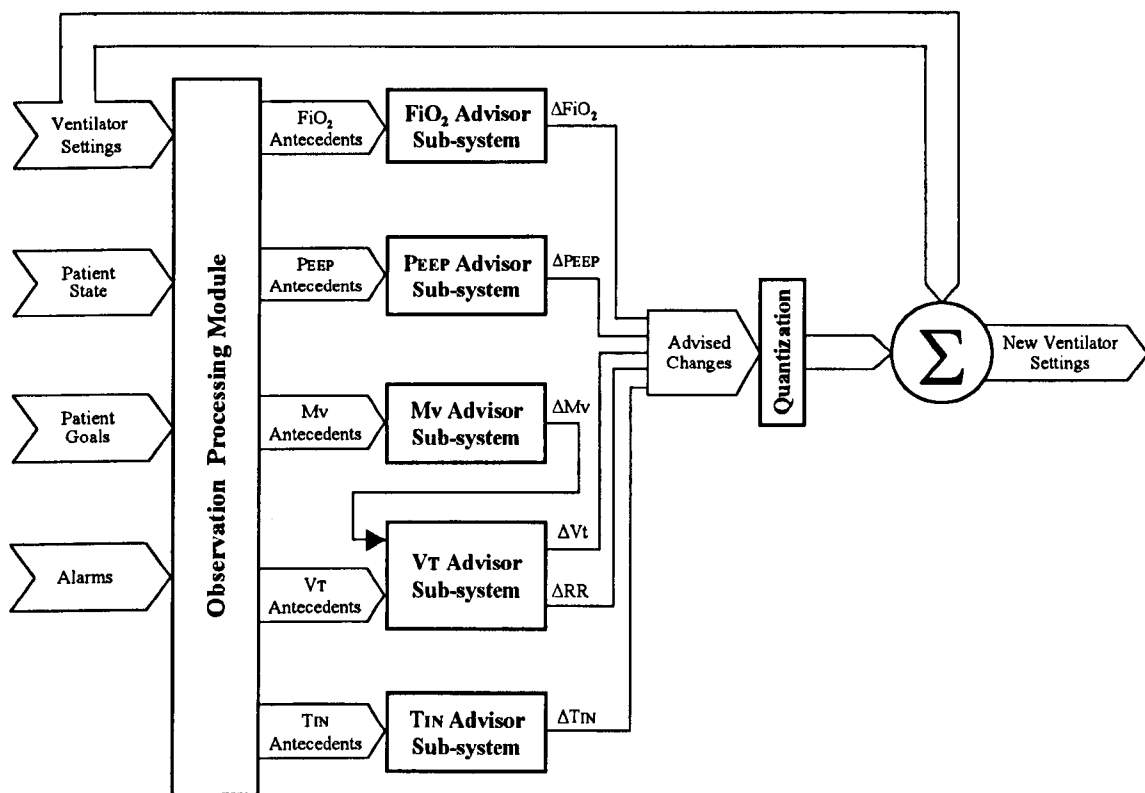 Ventilator
Settings
Patient
State
Patient
Goals
Alarms
Observation Processing Module
FiO₂
Antecedents
PEEP
Antecedents
MV
Antecedents
VT
Antecedents
TIN
Antecedents
FiO₂ Advisor
Sub-system
PEEP Advisor
Sub-system
MV Advisor
Sub-system
VT Advisor
Sub-system
TIN Advisor
Sub-system
ΔFiO₂
ΔPEEP
ΔMV
ΔVt
ΔRR
ΔTIN
Advised
Changes
Quantization
Σ
New Ventilator
Settings